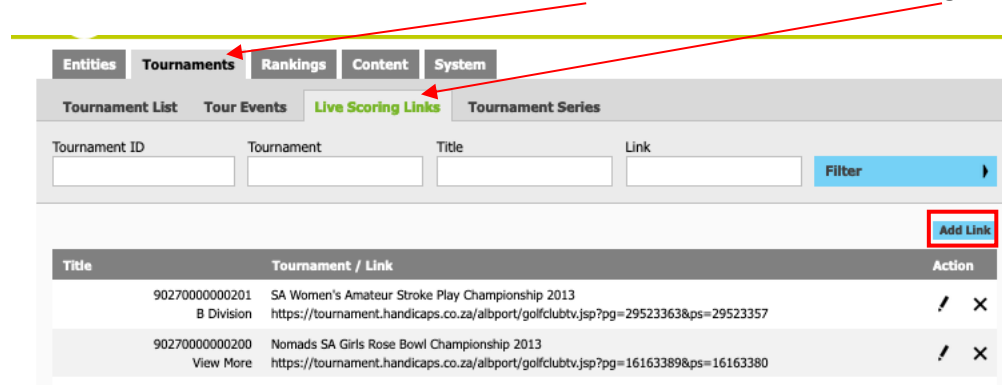 Entities Tournaments Rankings Content System
Tournament List Tour Events Live Scoring Links Tournament Series
Tournament ID Tournament Title Link
Filter
Add Link
Title Tournament / Link Action
90270000000201 SA Women's Amateur Stroke Play Championship 2013
B Division https://tournament.handicaps.co.za/albport/golfclubtv.jsp?pg=29523363&ps=29523357
90270000000200 Nomads SA Girls Rose Bowl Championship 2013
View More https://tournament.handicaps.co.za/albport/golfclubtv.jsp?pg=16163389&ps=16163380